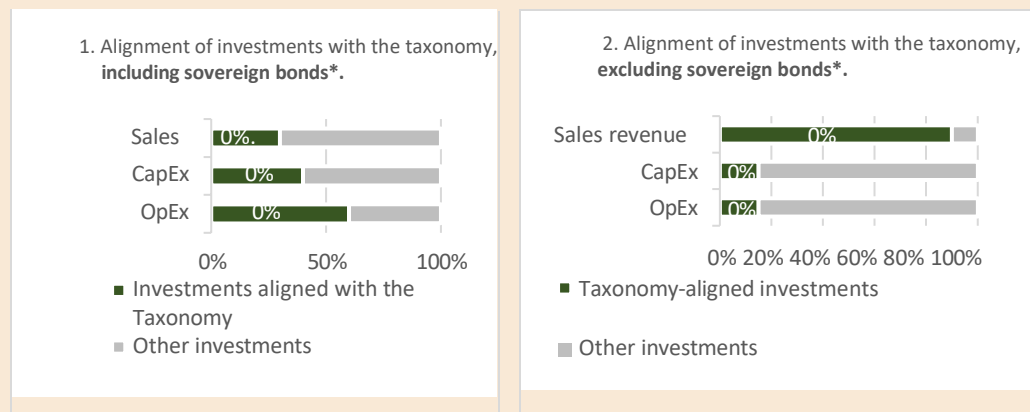 1. Alignment of investments with the taxonomy,
including sovereign bonds*.
Sales
0%.
CapEx
0%
OpEx
0%
0% 50% 100%
Investments aligned with the
Taxonomy
Other investments
2. Alignment of investments with the taxonomy,
excluding sovereign bonds*.
Sales revenue
0%
CapEx
0%
OpEx
0%
0% 20% 40% 60% 80% 100%
Taxonomy-aligned investments
Other investments